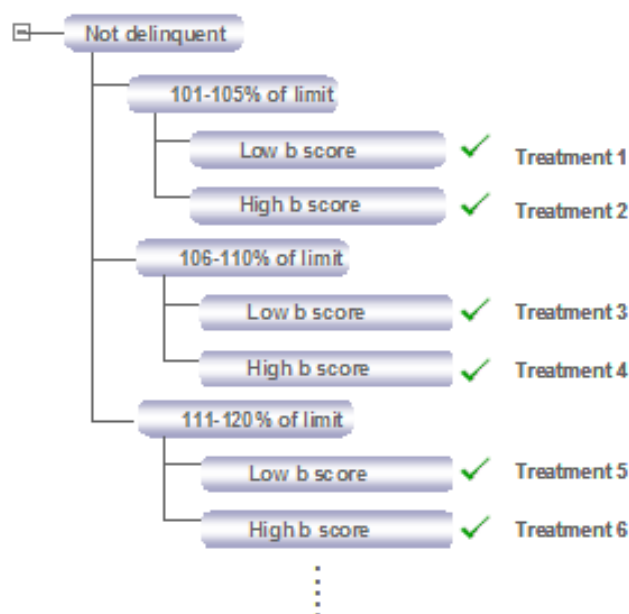 Not delinquent
101-105% of limit
Low b score Treatment 1
High b score Treatment 2
106-110% of limit
Low b score Treatment 3
High b score Treatment 4
111-120% of limit
Low b score Treatment 5
High b score Treatment 6